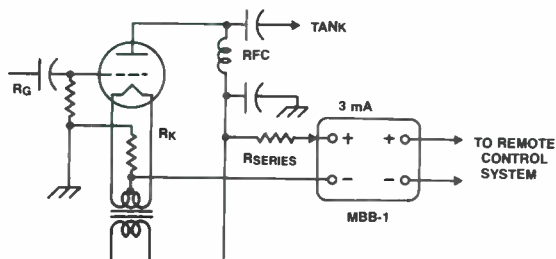 TANK
RFC
RG
3 mA
RK
+ +
RSERIES
TO REMOTE
CONTROL
SYSTEM
- -
MBB-1